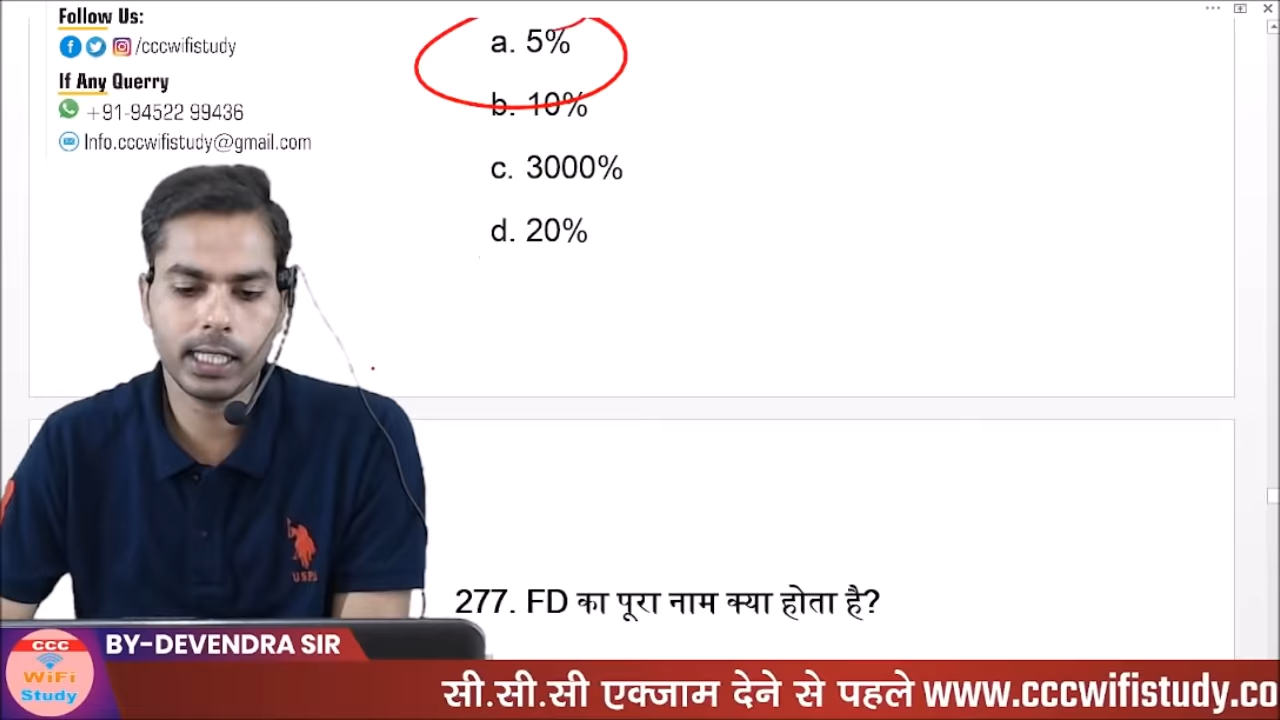 Follow Us:
/cccwifistudy
If Any Querry
+91-94522 99436
Info.cccwifistudy@gmail.com
a. 5%
b. 10%
c. 3000%
d. 20%
277. FD का पूरा नाम क्या होता है?
BY-DEVENDRA SIR
CCC
WiFi
Study
सी.सी.सी एक्जाम देने से पहले www.cccwifistudy.co